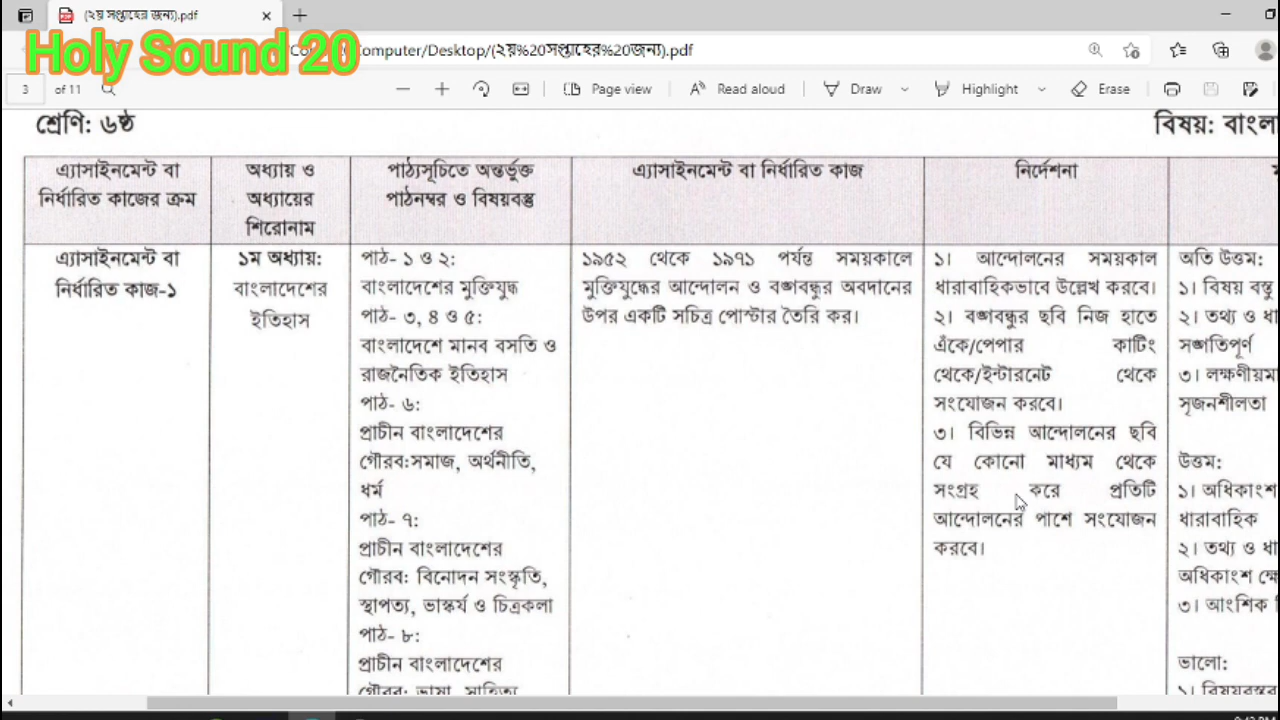 (২য় সপ্তাহের জন্য).pdf
Holy Sound 20
Computer/Desktop/(২য়%20সপ্তাহের%20জন্য).pdf
3 of 11
Page view
Read aloud
Draw
Highlight
Erase
শ্রেণি: ৬ষ্ঠ
বিষয়: বাংলা
এ্যাসাইনমেন্ট বা
নির্ধারিত কাজের ক্রম
অধ্যায় ও
অধ্যায়ের
শিরোনাম
পাঠ্যসূচিতে অন্তর্ভুক্ত
পাঠনম্বর ও বিষয়বস্তু
এ্যাসাইনমেন্ট বা নির্ধারিত কাজ
নির্দেশনা
এ্যাসাইনমেন্ট বা
নির্ধারিত কাজ-১
১ম অধ্যায়:
বাংলাদেশের
ইতিহাস
পাঠ- ১ ও ২:
বাংলাদেশের মুক্তিযুদ্ধ
পাঠ- ৩, ৪ ও ৫:
বাংলাদেশে মানব বসতি ও
রাজনৈতিক ইতিহাস
পাঠ- ৬:
প্রাচীন বাংলাদেশের
গৌরব:সমাজ, অর্থনীতি,
ধর্ম
পাঠ- ৭:
প্রাচীন বাংলাদেশের
গৌরব: বিনোদন সংস্কৃতি,
স্থাপত্য, ভাস্কর্য ও চিত্রকলা
পাঠ- ৮:
প্রাচীন বাংলাদেশের
গৌরব: ভাষা, সাহিত্য
১৯৫২ থেকে ১৯৭১ পর্যন্ত সময়কালে
মুক্তিযুদ্ধের আন্দোলন ও বঙ্গবন্ধুর অবদানের
উপর একটি সচিত্র পোস্টার তৈরি কর।
১। আন্দোলনের সময়কাল
ধারাবাহিকভাবে উল্লেখ করবে।
২। বঙ্গবন্ধুর ছবি নিজ হাতে
এঁকে/পেপার কাটিং
থেকে/ইন্টারনেট থেকে
সংযোজন করবে।
৩। বিভিন্ন আন্দোলনের ছবি
যে কোনো মাধ্যম থেকে
সংগ্রহ করে প্রতিটি
আন্দোলনের পাশে সংযোজন
করবে।
অতি উত্তম:
১। বিষয় বস্তু
২। তথ্য ও
সঙ্গতিপূর্ণ
৩।
সৃজনশীলতা
উত্তম:
১। অধিকাংশ
ধারাবাহিক
২। তথ্য ও
অধিকাংশ
৩। আংশিক
ভালো:
১।